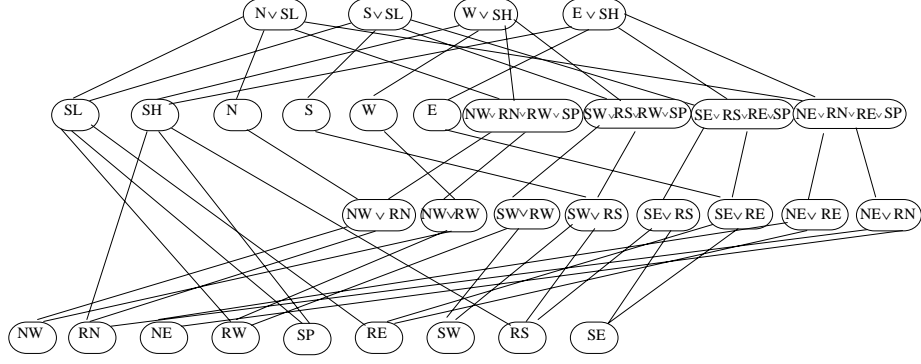 N ∨ SL S ∨ SL W ∨ SH E ∨ SH
SL SH N S W E NW ∨ RN ∨ RW ∨ SP SW ∨ RS ∨ RW ∨ SP SE ∨ RS ∨ RE ∨ SP NE ∨ RN ∨ RE ∨ SP
NW ∨ RN NW ∨ RW SW ∨ RW SW ∨ RS SE ∨ RS SE ∨ RE NE ∨ RE NE ∨ RN
NW RN NE RW SP RE SW RS SE